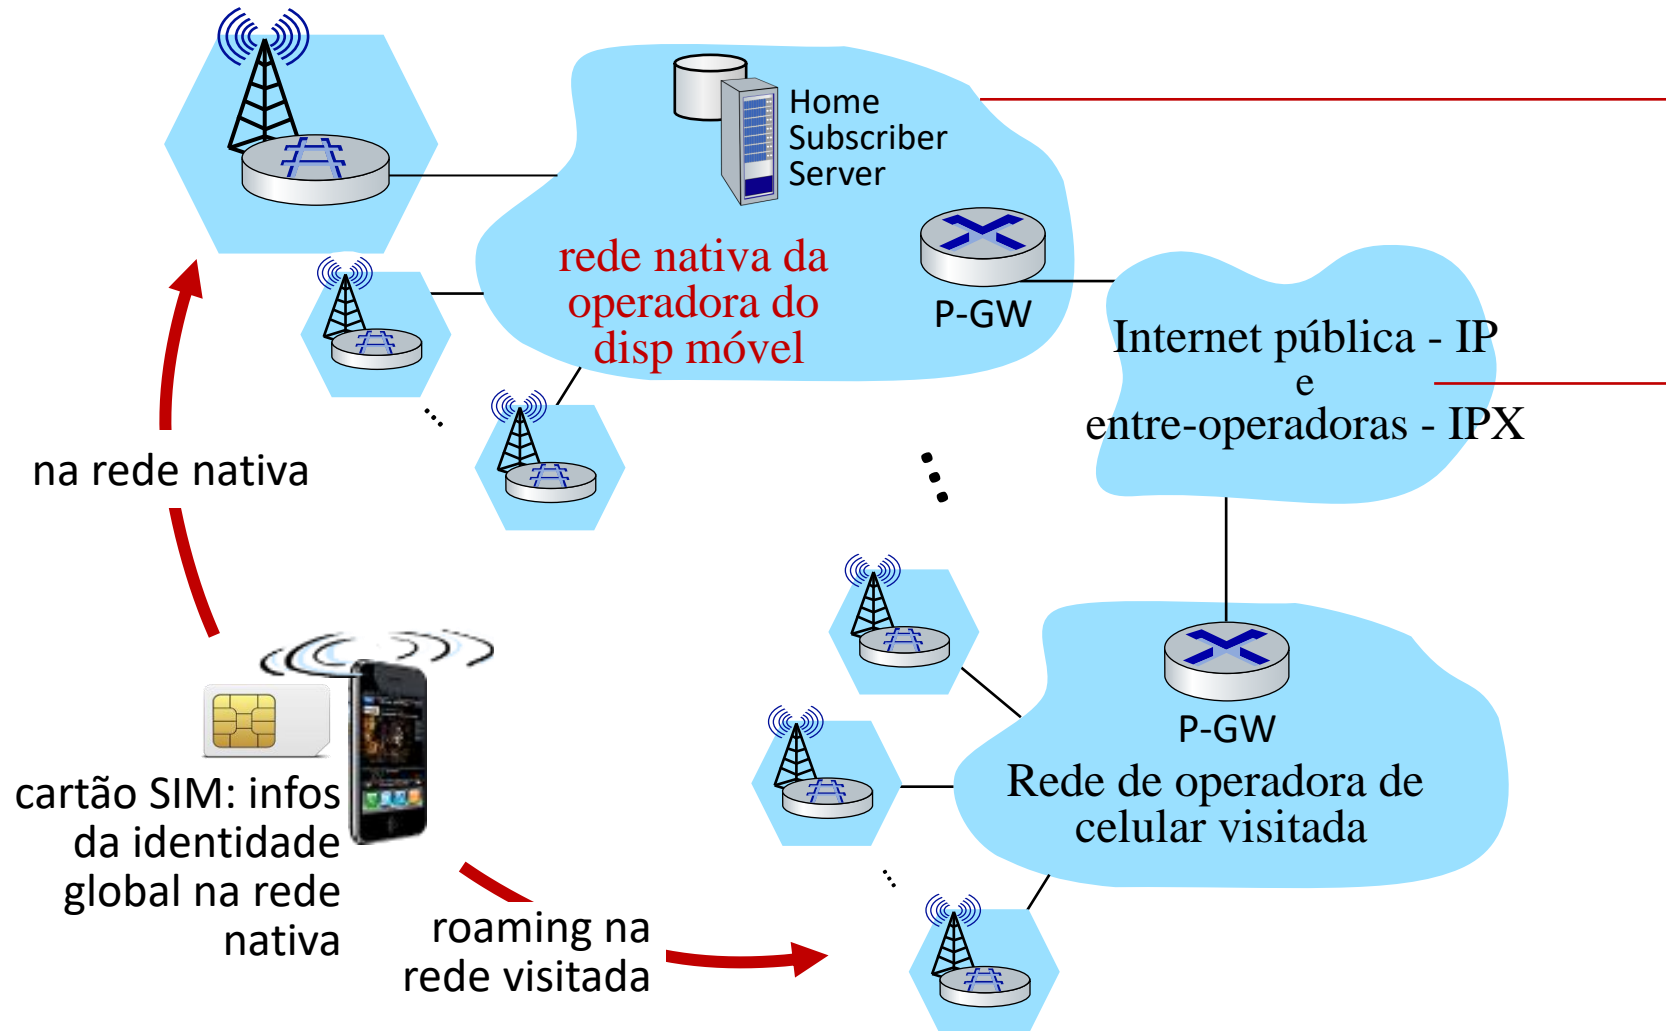 Home
Subscriber
Server
rede nativa da
operadora do
disp móvel
P-GW
Internet pública - IP
e
entre-operadoras - IPX
na rede nativa
cartão SIM: infos
da identidade
global na rede
nativa
roaming na
rede visitada
P-GW
Rede de operadora de
celular visitada